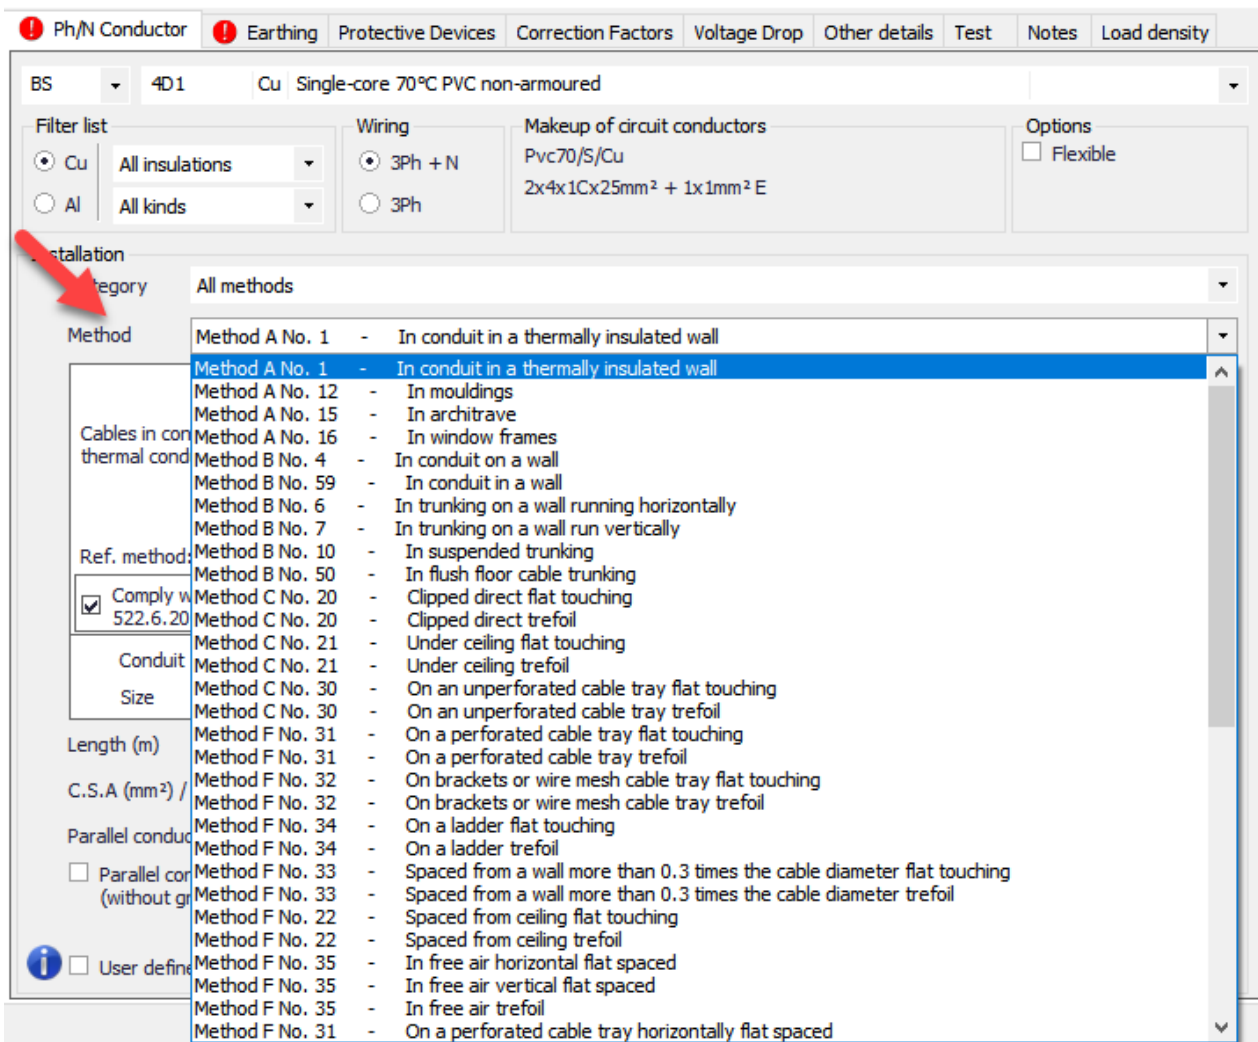 Ph/N Conductor Earthing Protective Devices Correction Factors Voltage Drop Other details Test Notes Load density
BS 4D1 Cu Single-core 70°C PVC non-armoured
Filter list Wiring Makeup of circuit conductors Options
Cu All insulations 3Ph + N Pvc70/S/Cu Flexible
2x4x1Cx25mm² + 1x1mm² E
Al All kinds 3Ph
tallation
tegory All methods
Method Method A No. 1 - In conduit in a thermally insulated wall
Method A No. 1 - In conduit in a thermally insulated wall
Method A No. 12 - In mouldings
Method A No. 15 - In architrave
Cables in con Method A No. 16 - In window frames
thermal cond Method B No. 4 - In conduit on a wall
Method B No. 59 - In conduit in a wall
Method B No. 6 - In trunking on a wall running horizontally
Method B No. 7 - In trunking on a wall run vertically
Ref. method: Method B No. 10 - In suspended trunking
Method B No. 50 - In flush floor cable trunking
Comply w Method C No. 20 - Clipped direct flat touching
522.6.20 Method C No. 20 - Clipped direct trefoil
Method C No. 21 - Under ceiling flat touching
Conduit Method C No. 21 - Under ceiling trefoil
Size Method C No. 30 - On an unperforated cable tray flat touching
Method C No. 30 - On an unperforated cable tray trefoil
Length (m) Method F No. 31 - On a perforated cable tray flat touching
Method F No. 31 - On a perforated cable tray trefoil
C.S.A (mm²) / Method F No. 32 - On brackets or wire mesh cable tray flat touching
Method F No. 32 - On brackets or wire mesh cable tray trefoil
Parallel conduc Method F No. 34 - On a ladder flat touching
Method F No. 34 - On a ladder trefoil
Parallel cor Method F No. 33 - Spaced from a wall more than 0.3 times the cable diameter flat touching
(without gr Method F No. 33 - Spaced from a wall more than 0.3 times the cable diameter trefoil
Method F No. 22 - Spaced from ceiling flat touching
Method F No. 22 - Spaced from ceiling trefoil
User define Method F No. 35 - In free air horizontal flat spaced
Method F No. 35 - In free air vertical flat spaced
Method F No. 35 - In free air trefoil
Method F No. 31 - On a perforated cable tray horizontally flat spaced